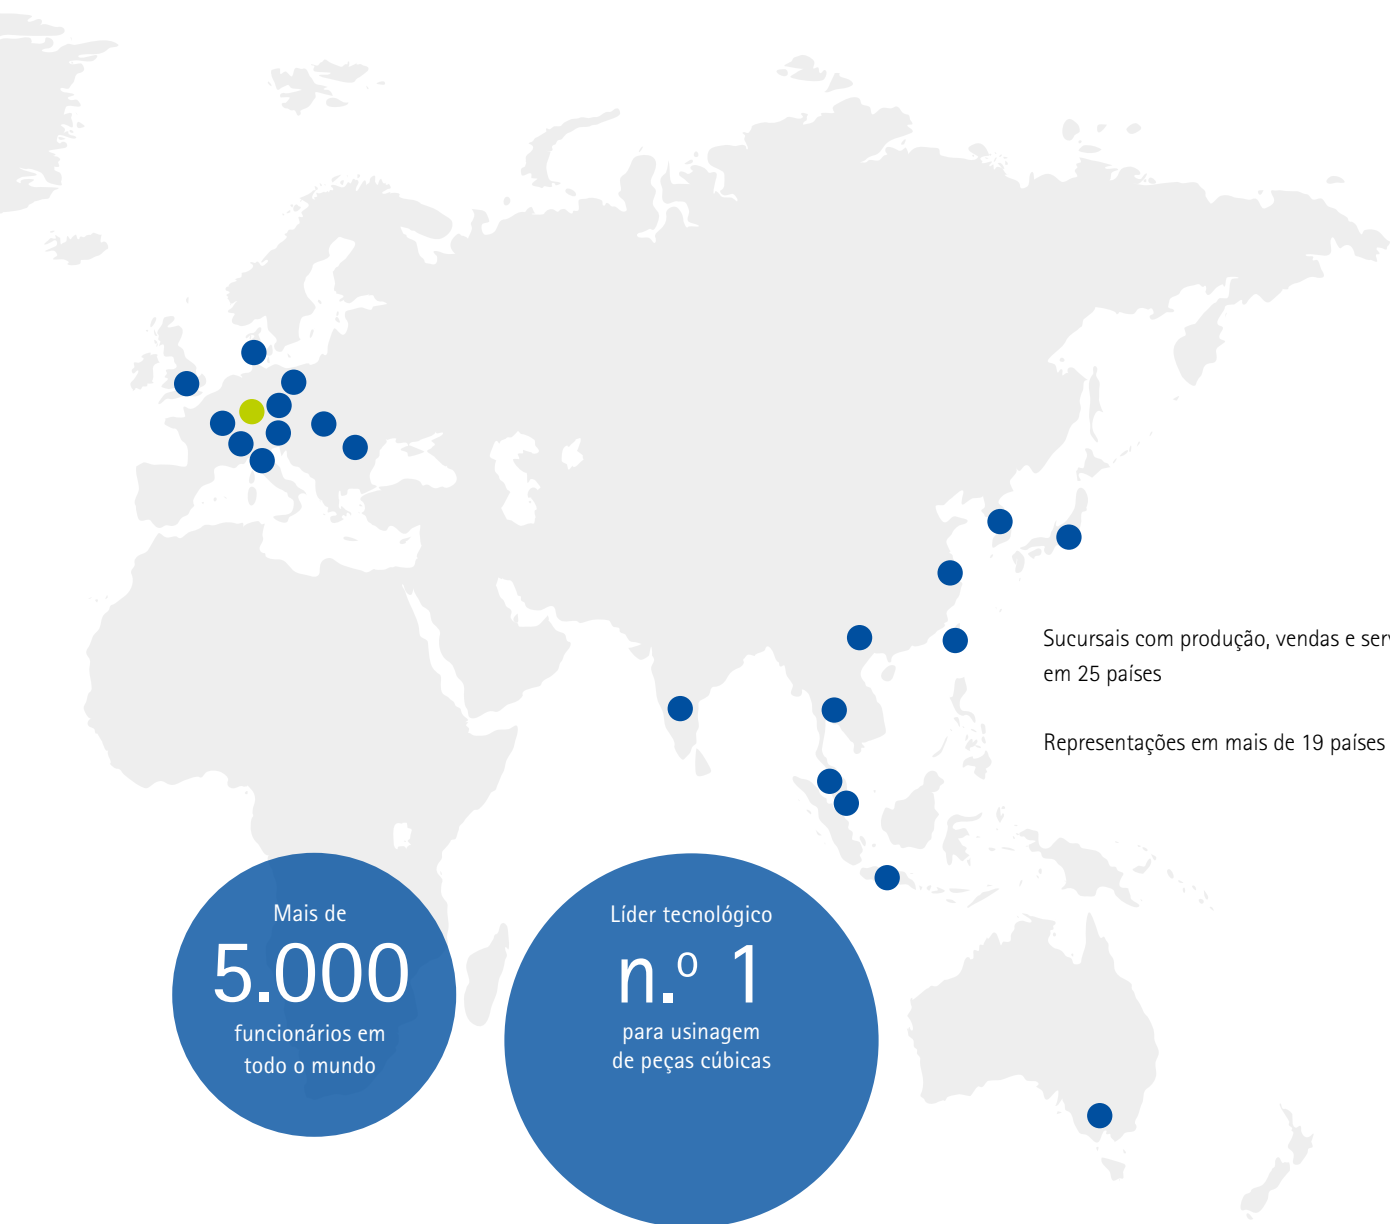 Sucursais com produção, vendas e
em 25 países
Representações em mais de 19 países
Mais de
5.000
funcionários em
todo o mundo
Líder tecnológico
n.º 1
para usinagem
de peças cúbicas